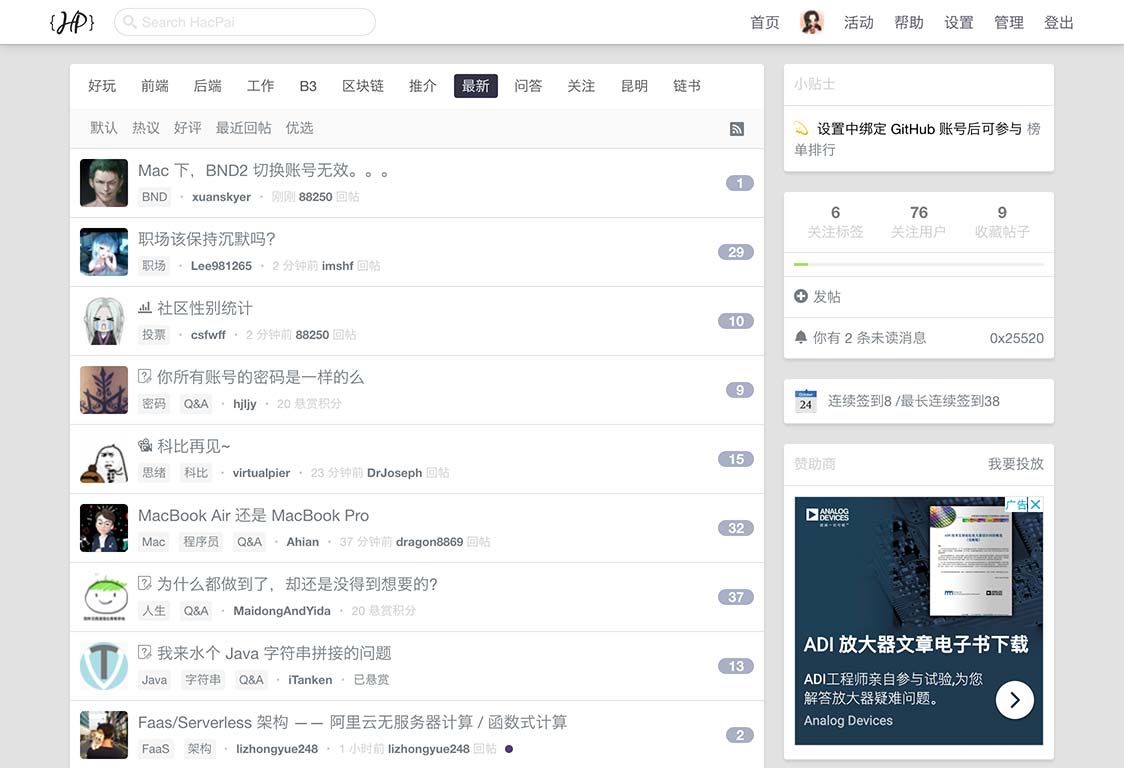 {HP} Search HacPai 首页 活动 帮助 设置 管理 登出
好玩 前端 后端 工作 B3 区块链 推介 最新 问答 关注 昆明 链书
默认 热议 好评 最近回帖 优选
Mac 下，BND2 切换账号无效。。。
BND · xuanskyer · 刚刚 88250 回帖 1
职场该保持沉默吗?
职场 · Lee981265 · 2 分钟前 imshf 回帖 29
社区性别统计
投票 · csfwff · 2 分钟前 88250 回帖 10
你所有账号的密码是一样的么
密码 Q&A · hjljy · 20 悬赏积分 9
科比再见~
思绪 科比 · virtualpier · 23 分钟前 DrJoseph 回帖 15
MacBook Air 还是 MacBook Pro
Mac 程序员 Q&A · Ahian · 37 分钟前 dragon8869 回帖 32
为什么都做到了，却还是没得到想要的?
人生 Q&A · MaidongAndYida · 20 悬赏积分 37
我来水个 Java 字符串拼接的问题
Java 字符串 Q&A · iTanken · 已悬赏 13
Faas/Serverless 架构 —— 阿里云无服务器计算 / 函数式计算
FaaS 架构 · lizhongyue248 · 1 小时前 lizhongyue248 回帖 2
小贴士
设置中绑定 GitHub 账号后可参与 榜
单排行
6 76 9
关注标签 关注用户 收藏帖子
发帖
你有 2 条未读消息 0x25520
October
24 连续签到8 /最长连续签到38
赞助商 我要投放
广告
ANALOG
DEVICES
ADI 放大器文章电子书下载
ADI工程师亲自参与试验,为您
解答放大器疑难问题。
Analog Devices